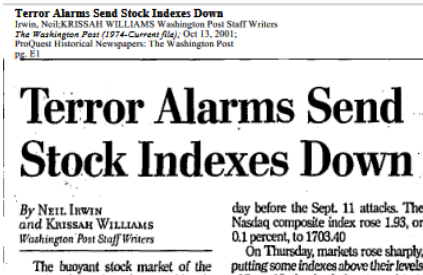 Terror Alarms Send Stock Indexes Down
Irwin, Neil;KRISSAH WILLIAMS Washington Post Staff Writers
The Washington Post (1974-Current file); Oct 13, 2001;
ProQuest Historical Newspapers: The Washington Post
pg. E1
Terror Alarms Send
Stock Indexes Down
By NEIL IRWIN
and KRISSAH WILLIAMS
Washington Post Staff Writers
The buoyant stock market of the
day before the Sept. 11 attacks. The
Nasdaq composite index rose 1.93, or
0.1 percent, to 1703.40
On Thursday, markets rose sharply,
putting some indexes above their levels